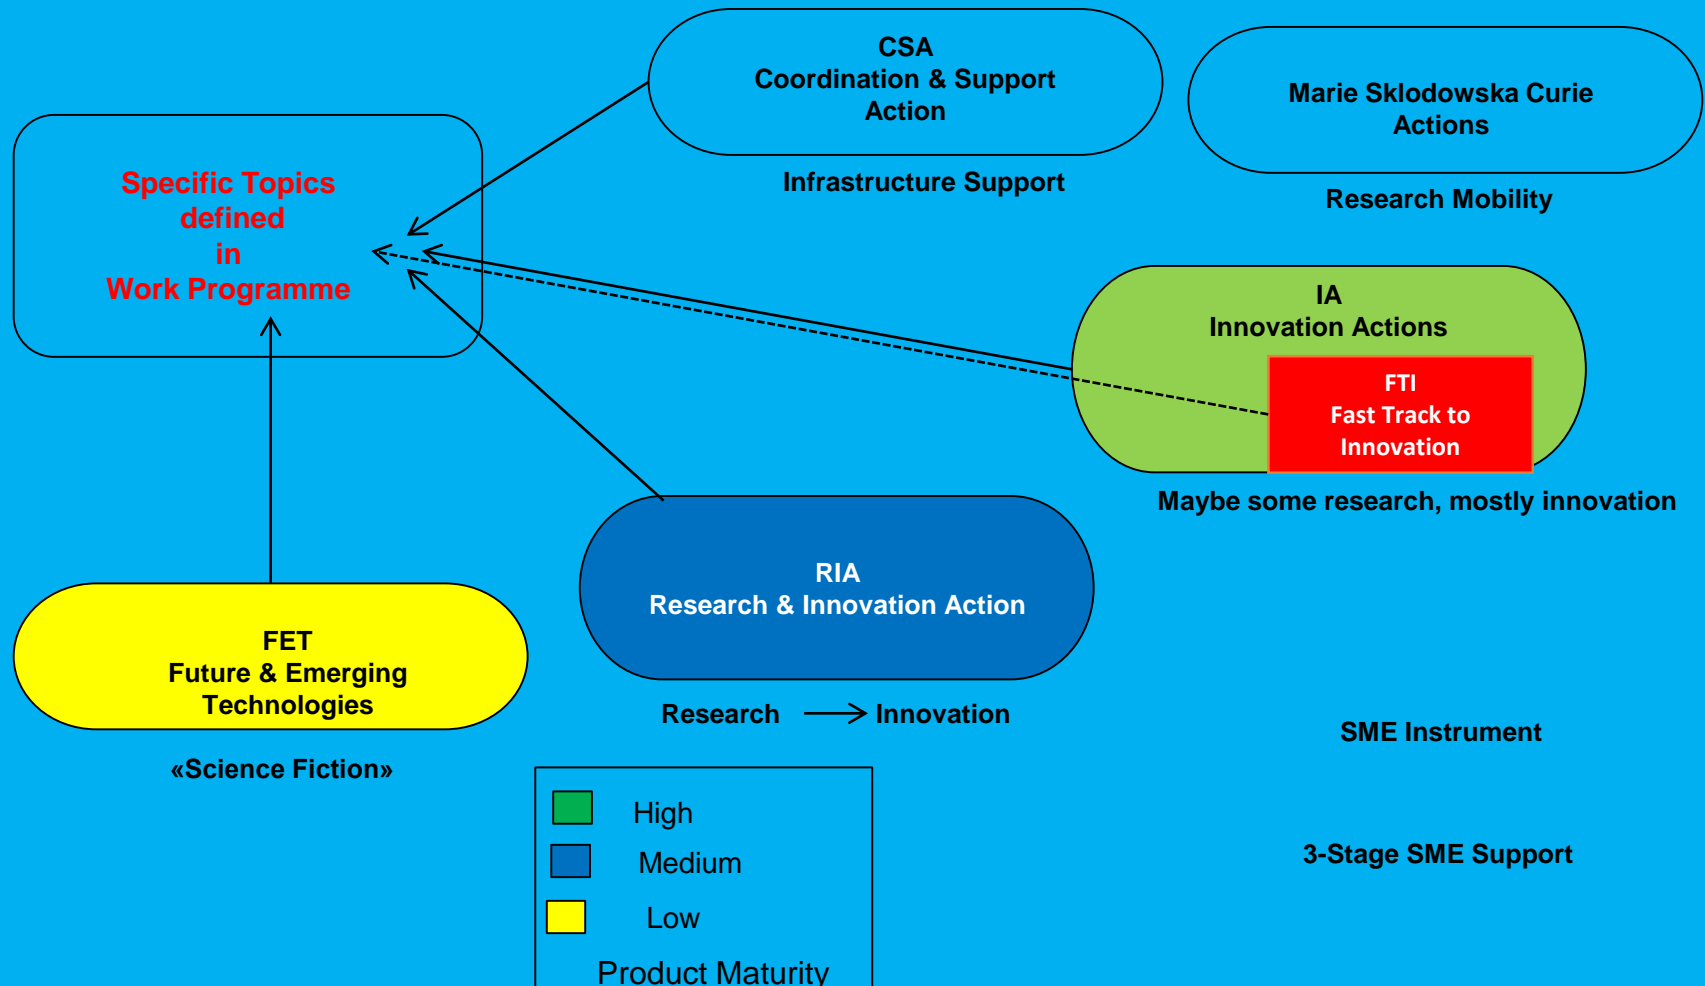 CSA
Coordination & Support
Action
Infrastructure Support
Marie Sklodowska Curie
Actions
Research Mobility
Specific Topics
defined
in
Work Programme
IA
Innovation Actions
FTI
Fast Track to
Innovation
Maybe some research, mostly innovation
RIA
Research & Innovation Action
Research
Innovation
FET
Future & Emerging
Technologies
«Science Fiction»
SME Instrument
3-Stage SME Support
High
Medium
Low
Product Maturity